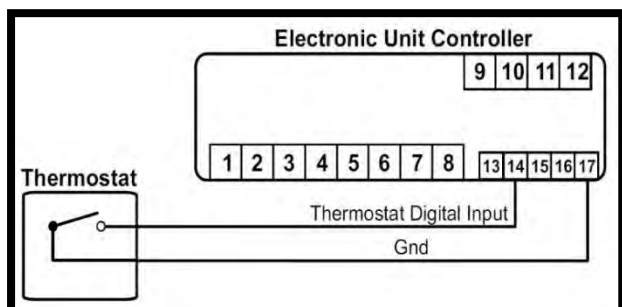 Electronic Unit Controller
9 10 11 12
1 2 3 4 5 6 7 8
13 14 15 16 17
Thermostat
Thermostat Digital Input
Gnd